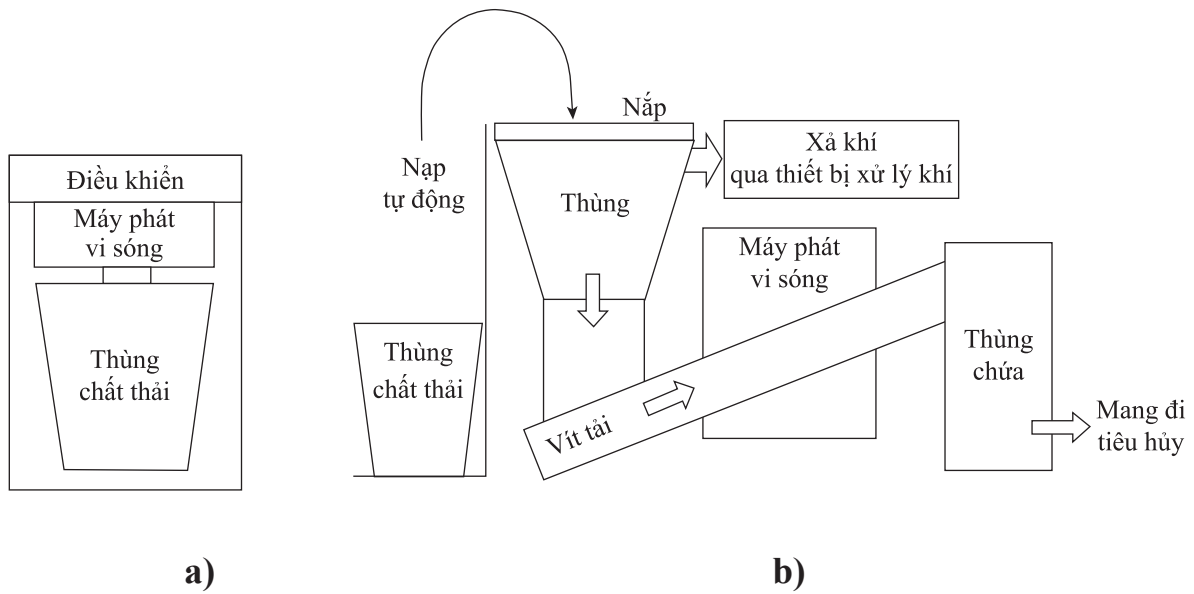 Điều khiển
Máy phát
vi sóng
Thùng
chất thải
a)
Nạp
tự động
Nắp
Xả khí
qua thiết bị xử lý khí
Thùng
Máy phát
vi sóng
Thùng
chất thải
Vít tải
Thùng
chứa
Mang đi
tiêu hủy
b)